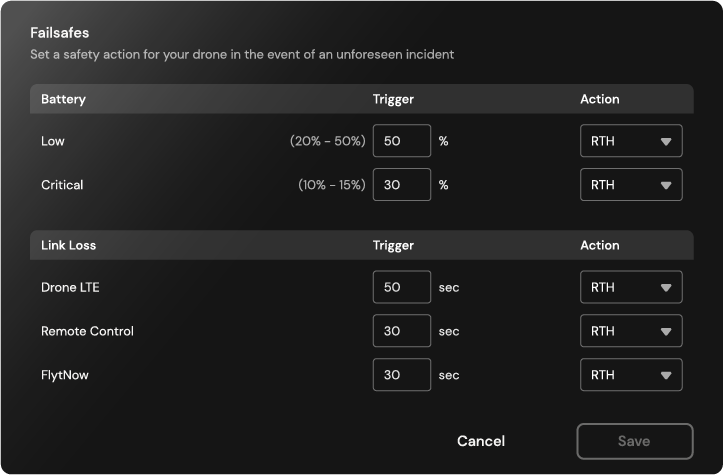 Failsafes
Set a safety action for your drone in the event of an unforeseen incident
Battery Trigger Action
Low (20% - 50%) 50 % RTH
Critical (10% - 15%) 30 % RTH
Link Loss Trigger Action
Drone LTE 50 sec RTH
Remote Control 30 sec RTH
FlytNow 30 sec RTH
Cancel Save